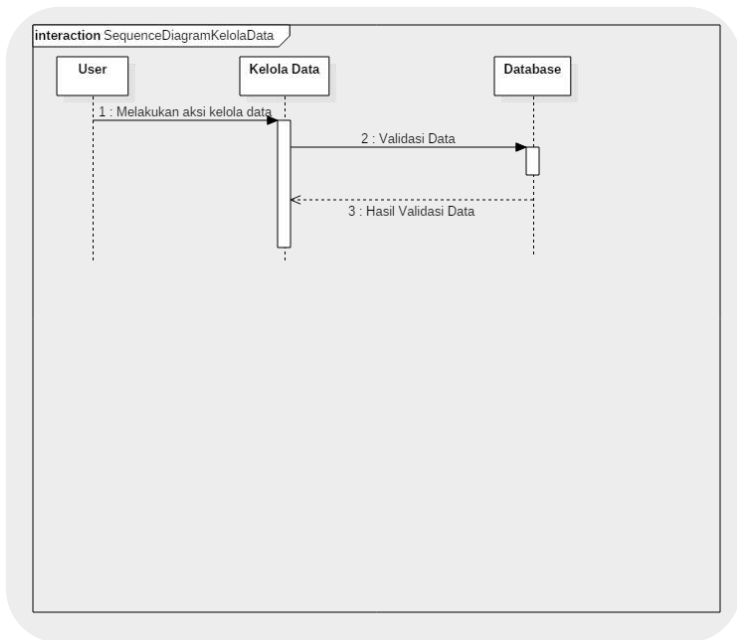 interaction SequenceDiagramKelolaData
User
Kelola Data
Database
1 : Melakukan aksi kelola data
2 : Validasi Data
3 : Hasil Validasi Data